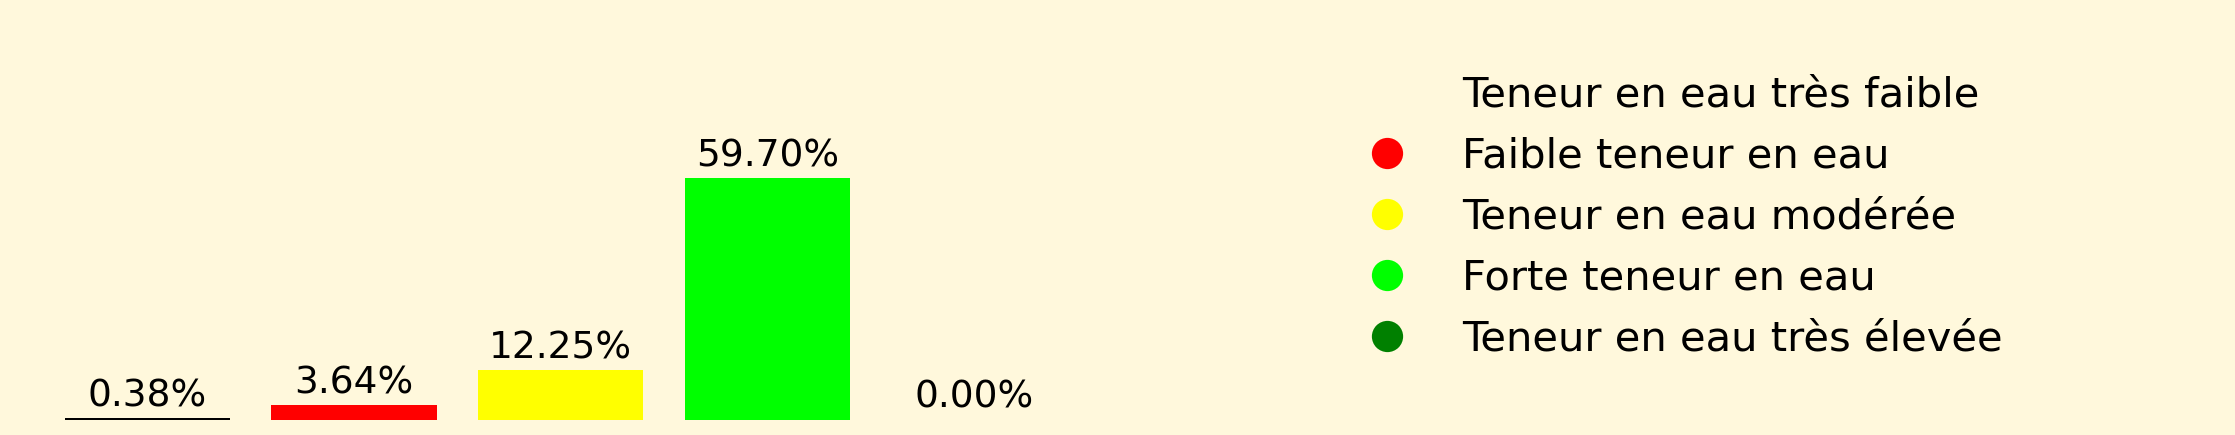 59.70%
12.25%
3.64%
0.38%
0.00%
Teneur en eau très faible
Faible teneur en eau
Teneur en eau modérée
Forte teneur en eau
Teneur en eau très élevée